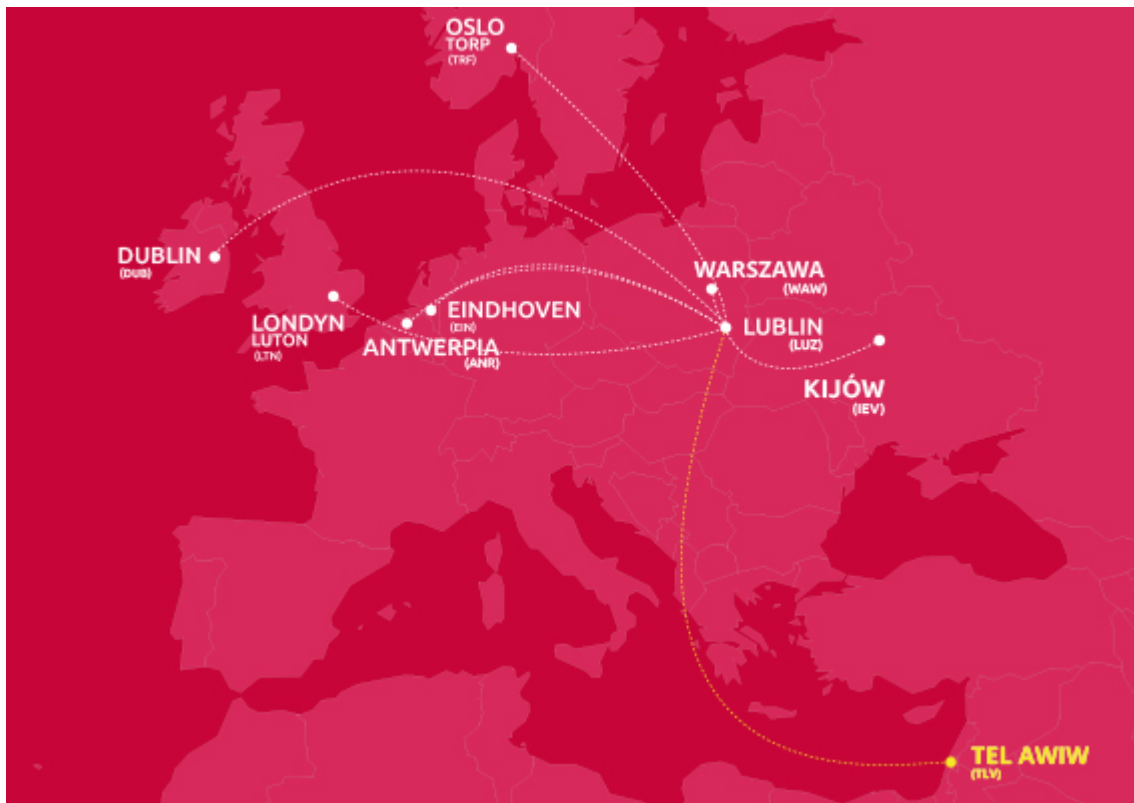 OSLO
TORP
(TRF)
DUBLIN
(DUB)
WARSZAWA
(WAW)
EINDHOVEN
(EIN)
LONDYN
LUTON
(LTN)
ANTWERPIA
(ANR)
LUBLIN
(LUZ)
KIJÓW
(IEV)
TEL AWIW
(TLV)